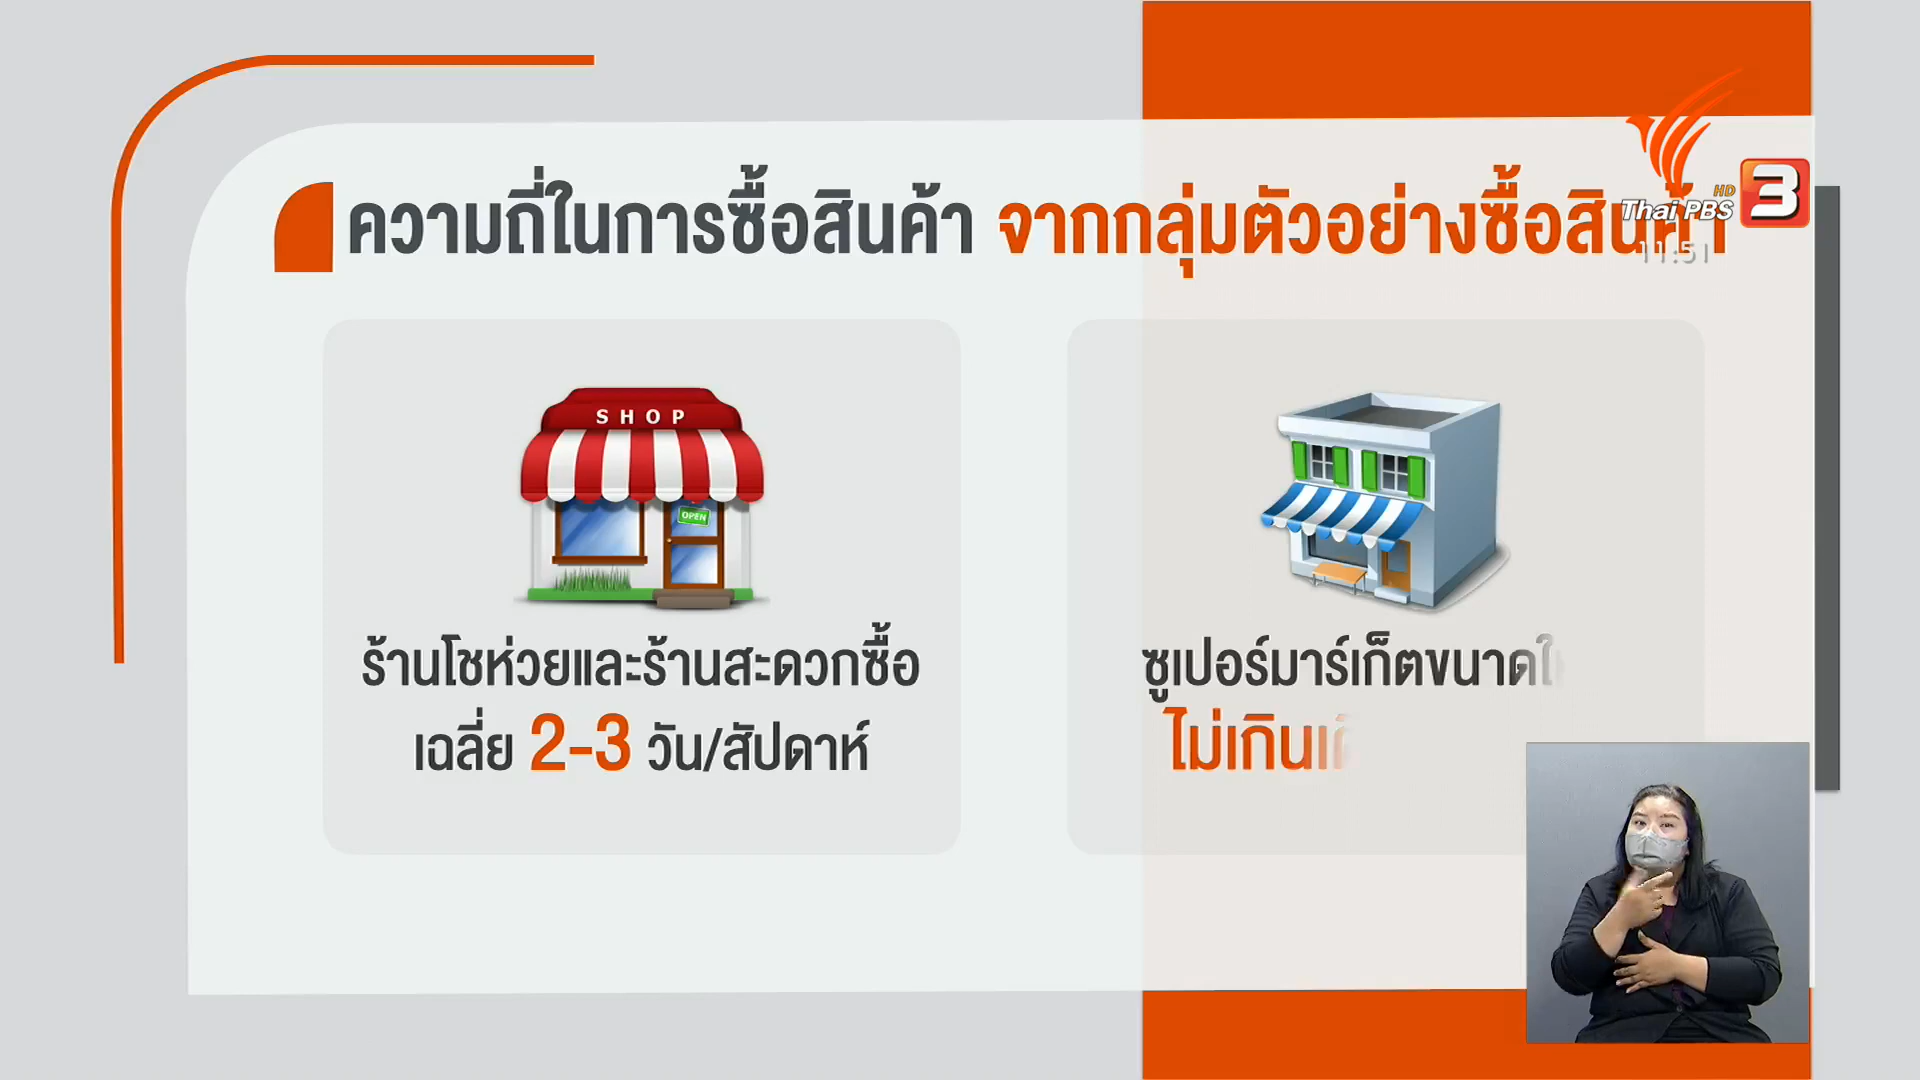 ความถี่ในการซื้อสินค้า จากกลุ่มตัวอย่างซื้อสินค้า
HD
Thai PBS 3
11:51
SHOP
OPEN
ร้านโชห่วยและร้านสะดวกซื้อ
เฉลี่ย 2-3 วัน/สัปดาห์
ซูเปอร์มาร์เก็ตขนาด
ไม่เกิน